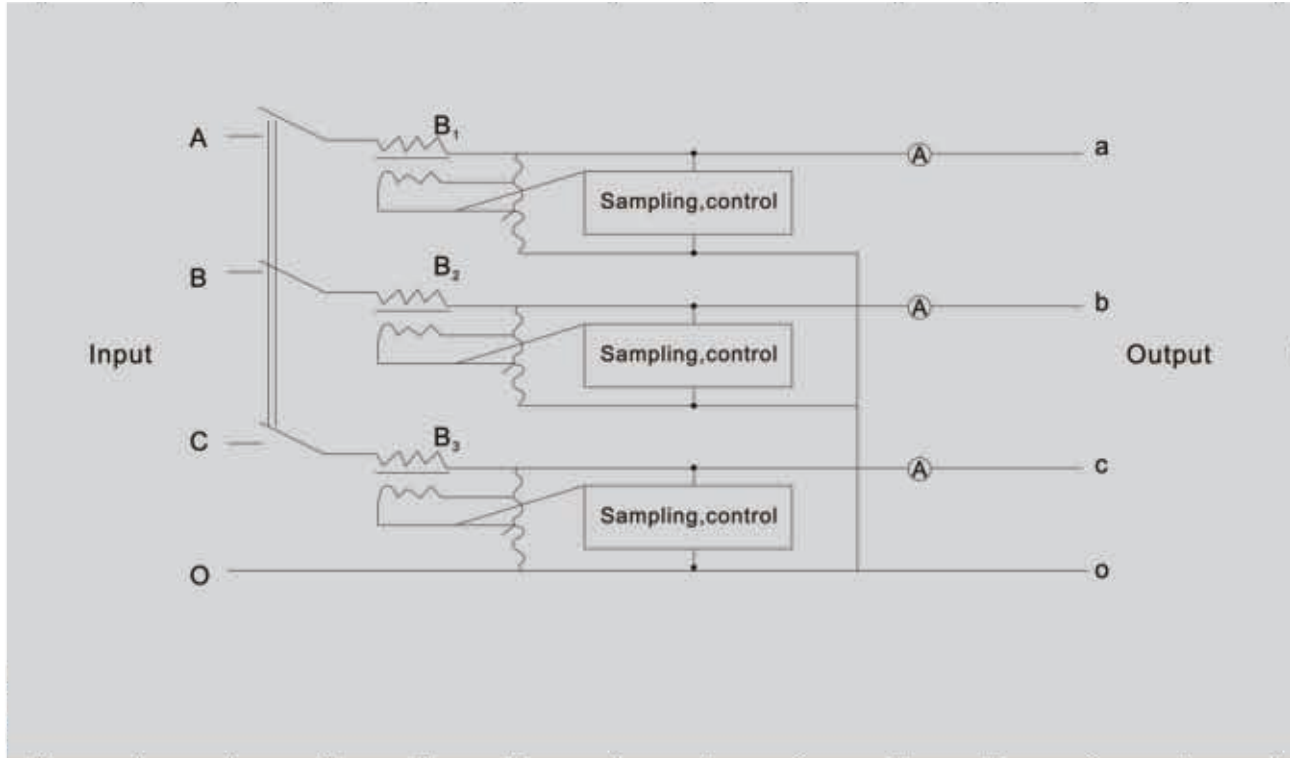 A
B₁
A
a
Sampling,control
B
B₂
A
b
Sampling,control
Input
Output
C
B₃
A
c
Sampling,control
O
o